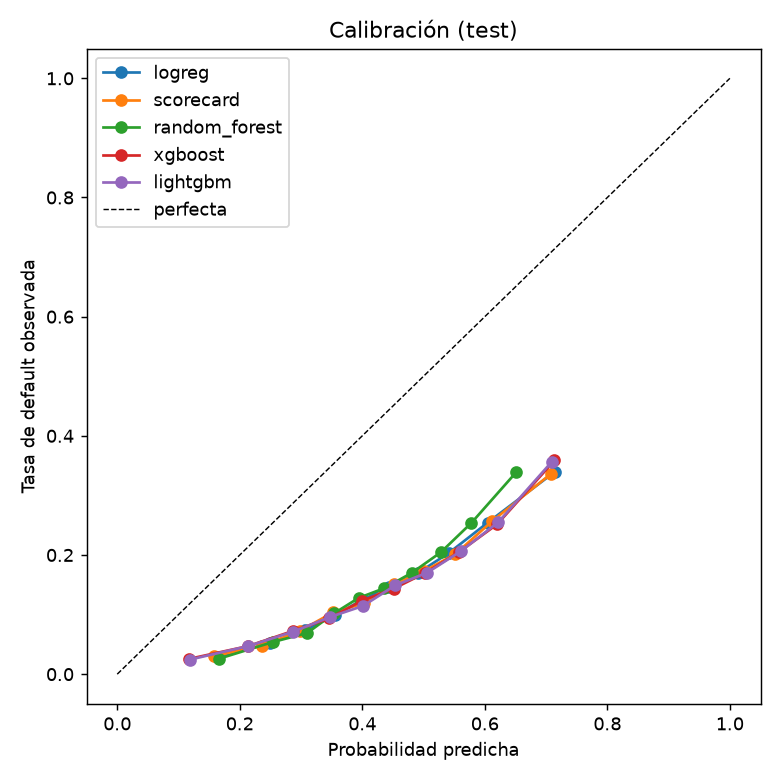 Calibración (test)
logreg
scorecard
random_forest
xgboost
lightgbm
perfecta
Tasa de default observada
1.0
0.8
0.6
0.4
0.2
0.0
0.0 0.2 0.4 0.6 0.8 1.0
Probabilidad predicha